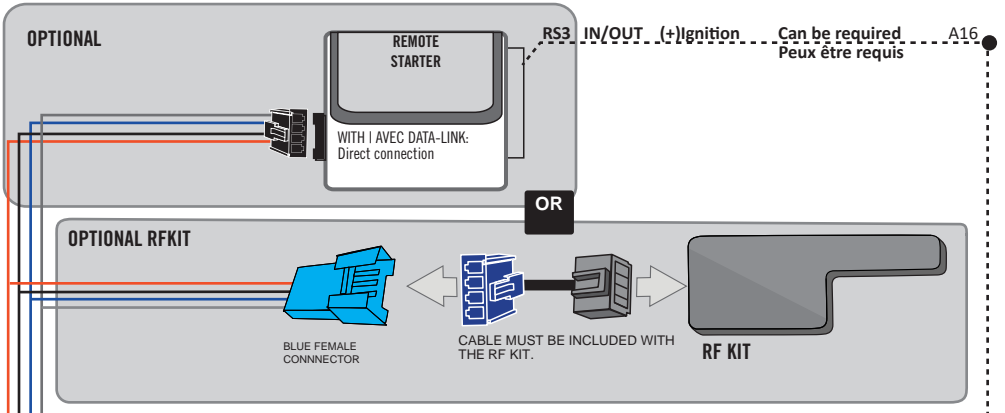 OPTIONAL
REMOTE
STARTER
WITH | AVEC DATA-LINK:
Direct connection
RS3 IN/OUT (+)Ignition Can be required A16
Peux être requis
OR
OPTIONAL RFKIT
BLUE FEMALE
CONNNECTOR
CABLE MUST BE INCLUDED WITH
THE RF KIT.
RF KIT